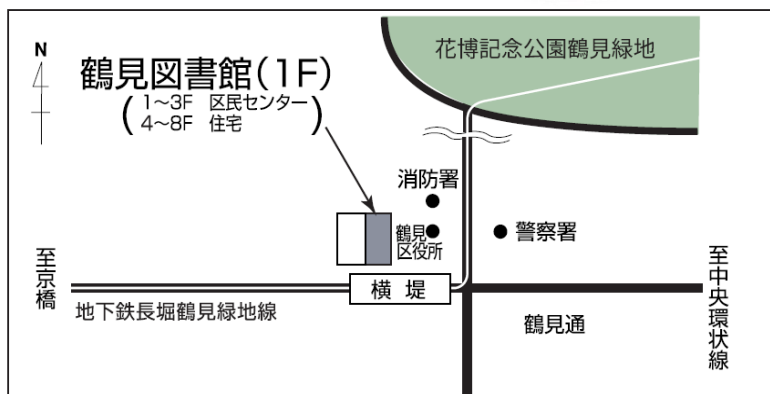 N
花博記念公園鶴見緑地
鶴見図書館(1F)
(1～3F 区民センター
4～8F 住宅)
消防署
鶴見
区役所
警察署
至京橋
至中央環状線
横堤
地下鉄長堀鶴見緑地線
鶴見通